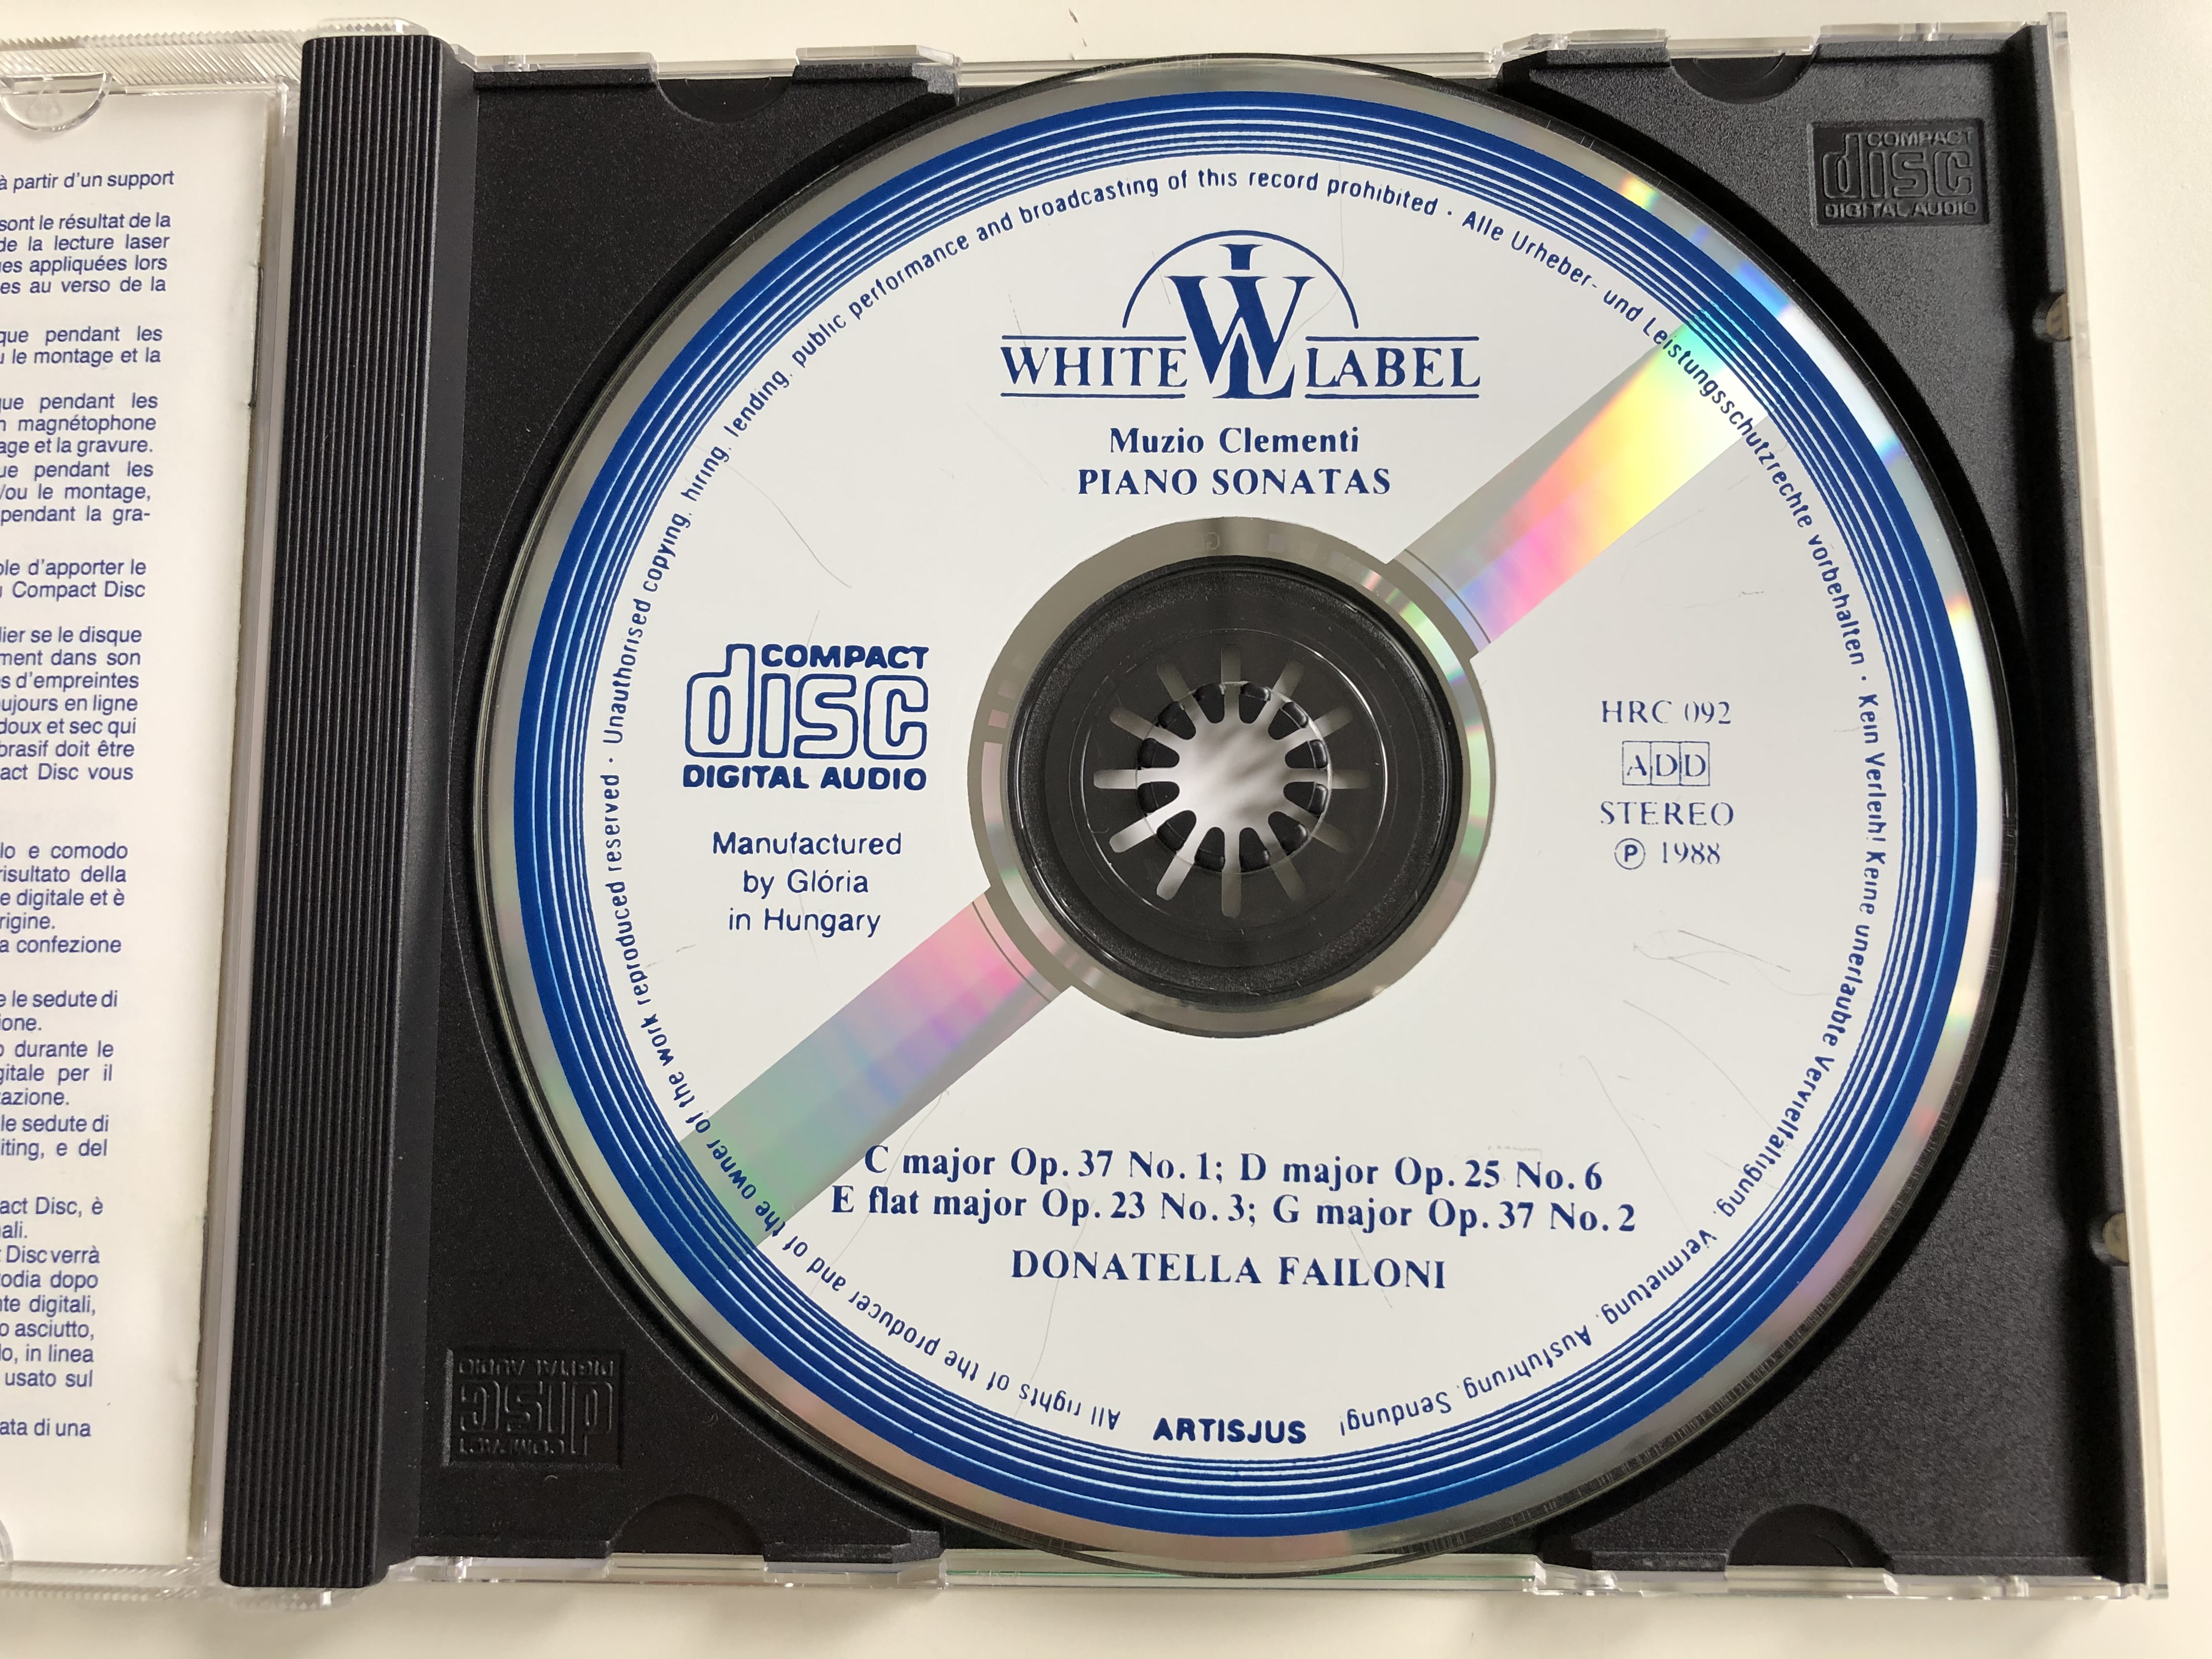 à partir d'un support
sont le résultat de la
de la lecture laser
es appliquées lors
es au verso de la
que pendant les
le montage et la
que pendant les
magnétophone
age et la gravure.
ue pendant les
/ou le montage,
pendant la gra-
ble d'apporter le
Compact Disc
lier se le disque
ment dans son
s d'empreintes
oujours en ligne
doux et sec qui
brasif doit être
act Disc vous
lo e comodo
risultato della
e digitale et è
rigine.
a confezione
e le sedute di
ione.
durante le
gitale per il
tazione.
le sedute di
iting, e del
act Disc, è
ali.
Disc verrà
odia dopo
nte digitali,
o asciutto,
lo, in linea
usato sul
ata di una
COMPACT
disc
DIGITAL AUDIO
COMPACT
disc
DIGITAL AUDIO
All rights of the producer and of the owner of the work reproduced reserved · Unauthorised copying, hiring, lending, public performance and broadcasting of this record prohibited · Alle Urheber- und Leistungsschutzrechte vorbehalten · Kein Verleih! Keine unerlaubte Vervielfältigung, Vermietung, Aufführung, Sendung!
WL
WHITE LABEL
Muzio Clementi
PIANO SONATAS
COMPACT
disc
DIGITAL AUDIO
Manufactured
by Glória
in Hungary
HRC 092
ADD
STEREO
Ⓟ 1988
C major Op. 37 No. 1; D major Op. 25 No. 6
E flat major Op. 23 No. 3; G major Op. 37 No. 2
DONATELLA FAILONI
ARTISJUS